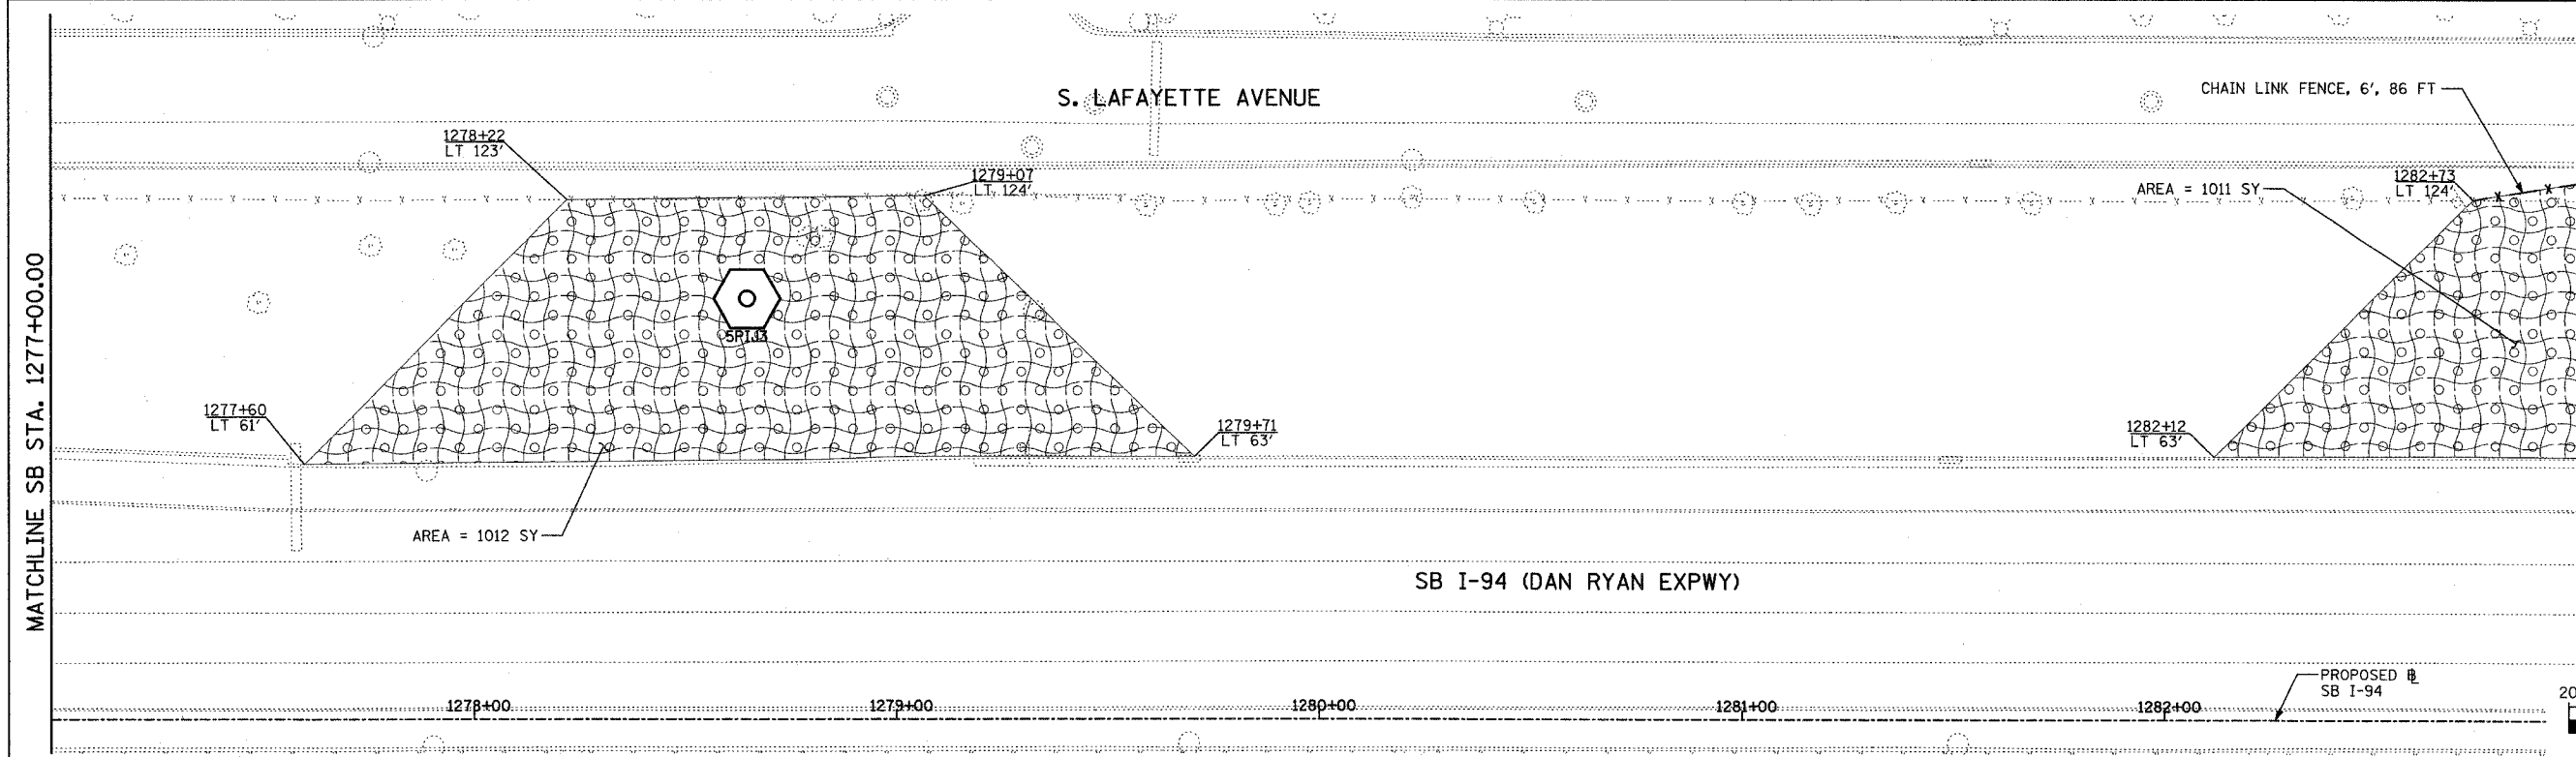 S. LAFAYETTE AVENUE
CHAIN LINK FENCE, 6', 86 FT
1278+22
LT 123'
1279+07
LT 124'
1282+73
LT 124'
AREA = 1011 SY
MATCHLINE SB STA. 1277+00.00
1277+60
LT 61'
1279+71
LT 63'
1282+12
LT 63'
AREA = 1012 SY
SB I-94 (DAN RYAN EXPWY)
PROPOSED ⅊
SB I-94
1278+00
1279+00
1280+00
1281+00
1282+00
20